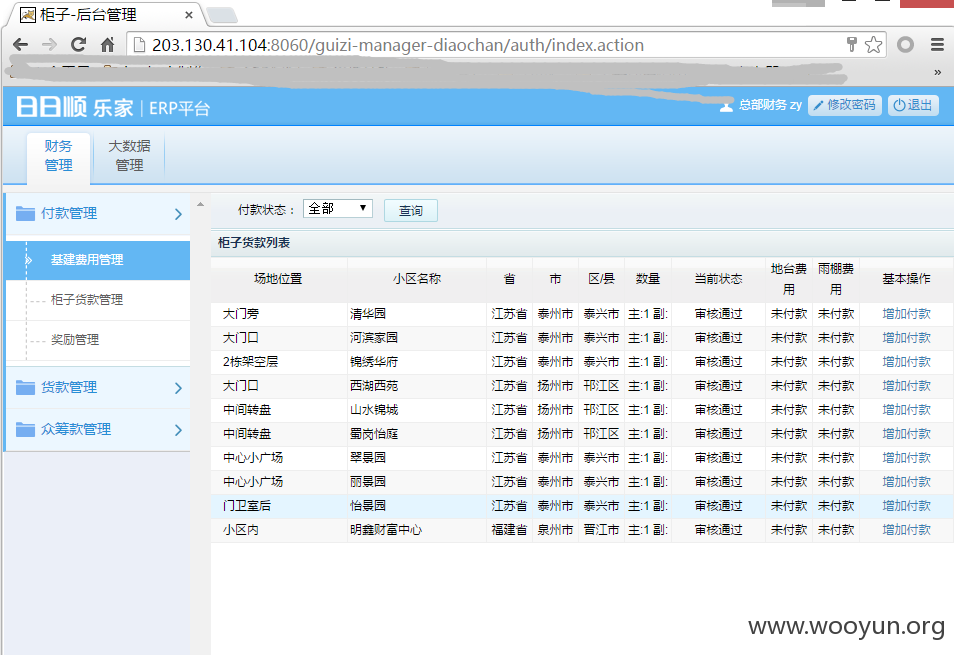 柜子-后台管理
203.130.41.104:8060/guizi-manager-diaochan/auth/index.action
日日顺 乐家 | ERP平台
总部财务 zy 修改密码 退出
财务管理 大数据管理
付款管理
基建费用管理
柜子货款管理
奖励管理
货款管理
众筹款管理
付款状态： 全部 查询
柜子货款列表
场地位置 小区名称 省 市 区/县 数量 当前状态 地台费用 雨棚费用 基本操作
大门旁 清华园 江苏省 泰州市 泰兴市 主:1 副: 审核通过 未付款 未付款 增加付款
大门口 河滨家园 江苏省 泰州市 泰兴市 主:1 副: 审核通过 未付款 未付款 增加付款
2栋架空层 锦绣华府 江苏省 泰州市 泰兴市 主:1 副: 审核通过 未付款 未付款 增加付款
大门口 西湖西苑 江苏省 扬州市 邗江区 主:1 副: 审核通过 未付款 未付款 增加付款
中间转盘 山水锦城 江苏省 扬州市 邗江区 主:1 副: 审核通过 未付款 未付款 增加付款
中间转盘 蜀岗怡庭 江苏省 扬州市 邗江区 主:1 副: 审核通过 未付款 未付款 增加付款
中心小广场 翠景园 江苏省 泰州市 泰兴市 主:1 副: 审核通过 未付款 未付款 增加付款
中心小广场 丽景园 江苏省 泰州市 泰兴市 主:1 副: 审核通过 未付款 未付款 增加付款
门卫室后 怡景园 江苏省 泰州市 泰兴市 主:1 副: 审核通过 未付款 未付款 增加付款
小区内 明鑫财富中心 福建省 泉州市 晋江市 主:1 副: 审核通过 未付款 未付款 增加付款
www.wooyun.org